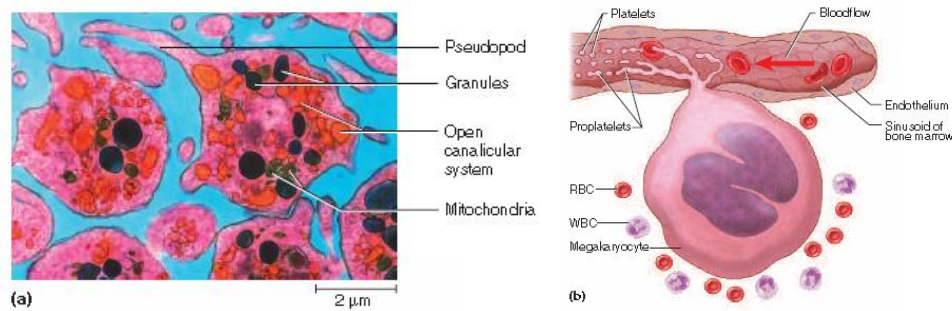 Pseudopod
Granules
Open
canalicular
system
Mitochondria
(a)
2 μm
Platelets
Bloodflow
Endothelium
Sinusoid of
bone marrow
Proplatelets
RBC
WBC
Megakaryocyte
(b)